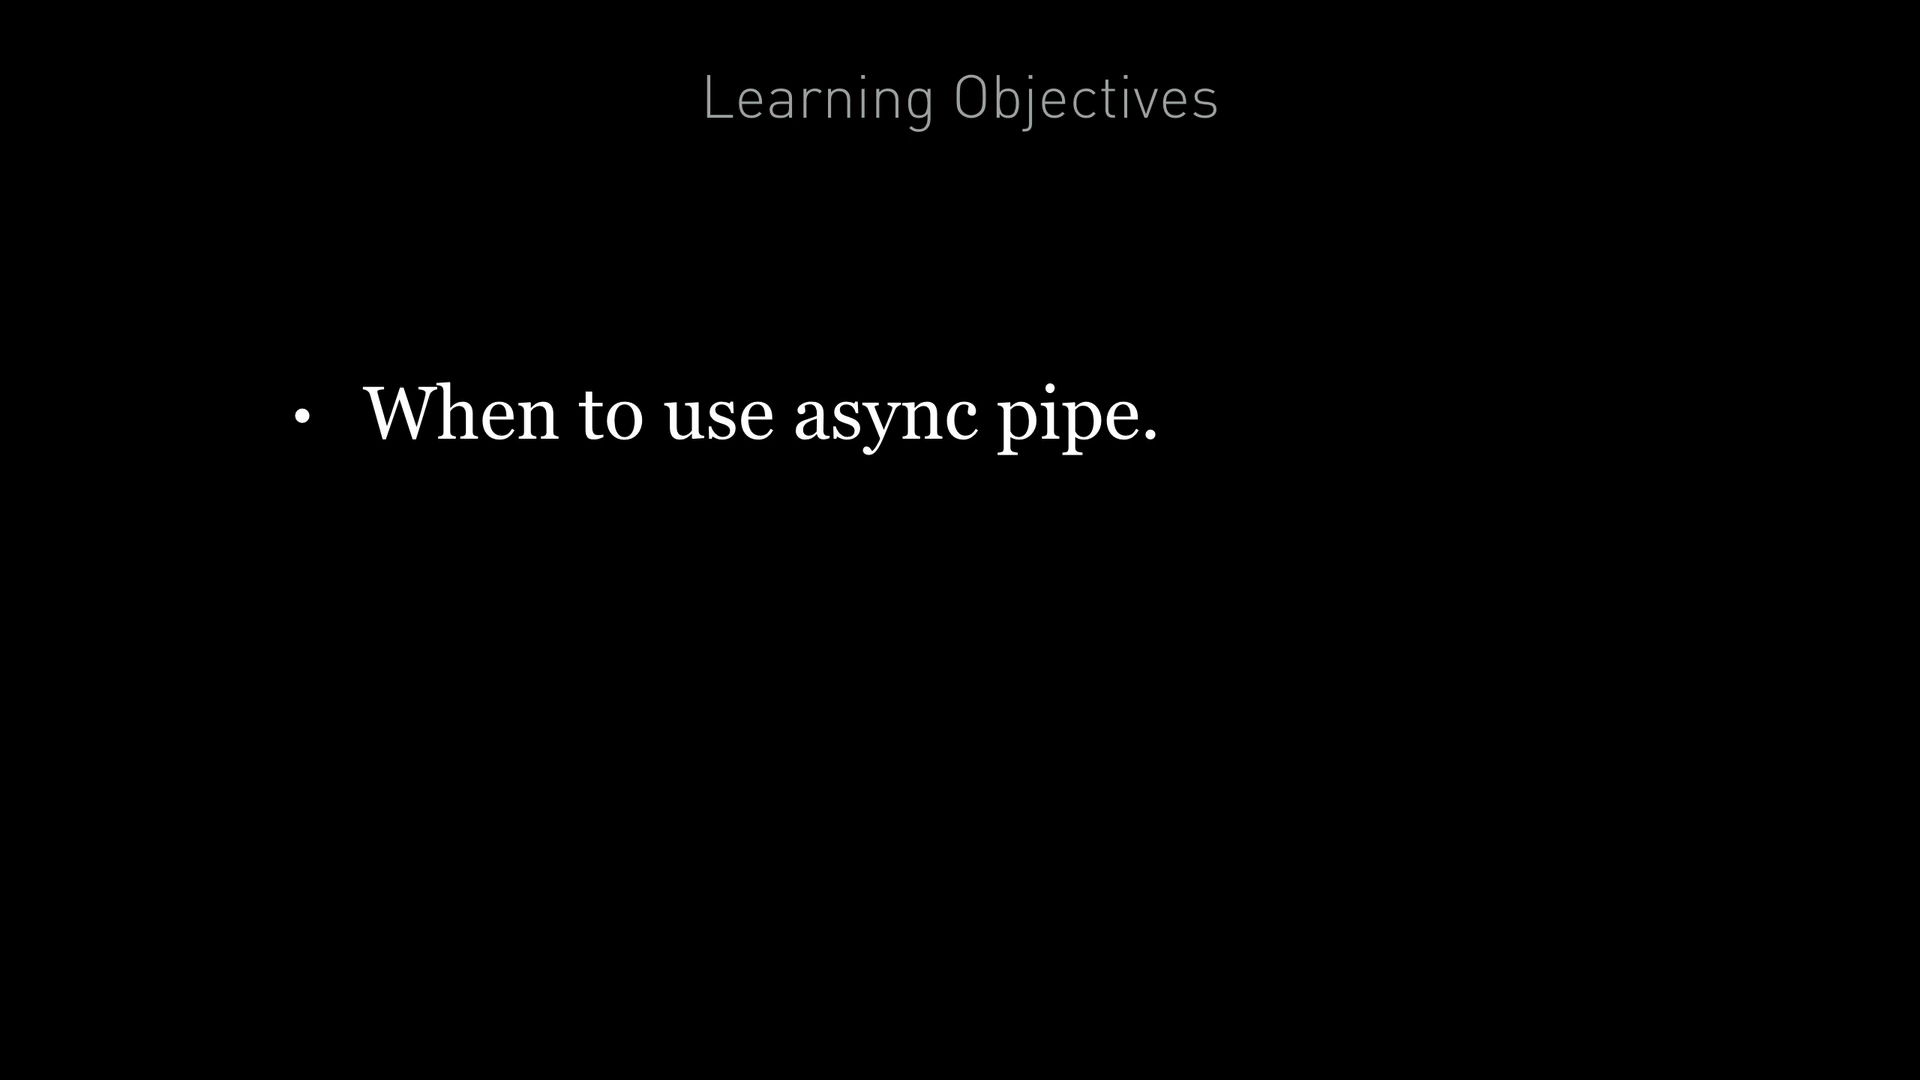 Learning Objectives
• When to use async pipe.